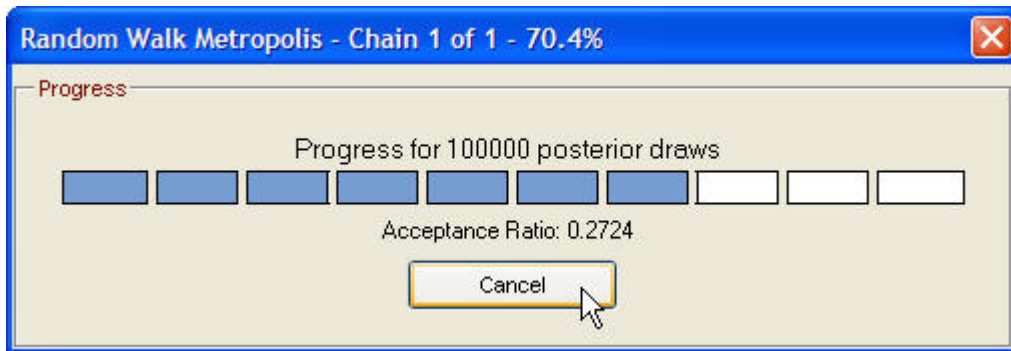 Random Walk Metropolis - Chain 1 of 1 - 70.4%
Progress
Progress for 100000 posterior draws
Acceptance Ratio: 0.2724
Cancel